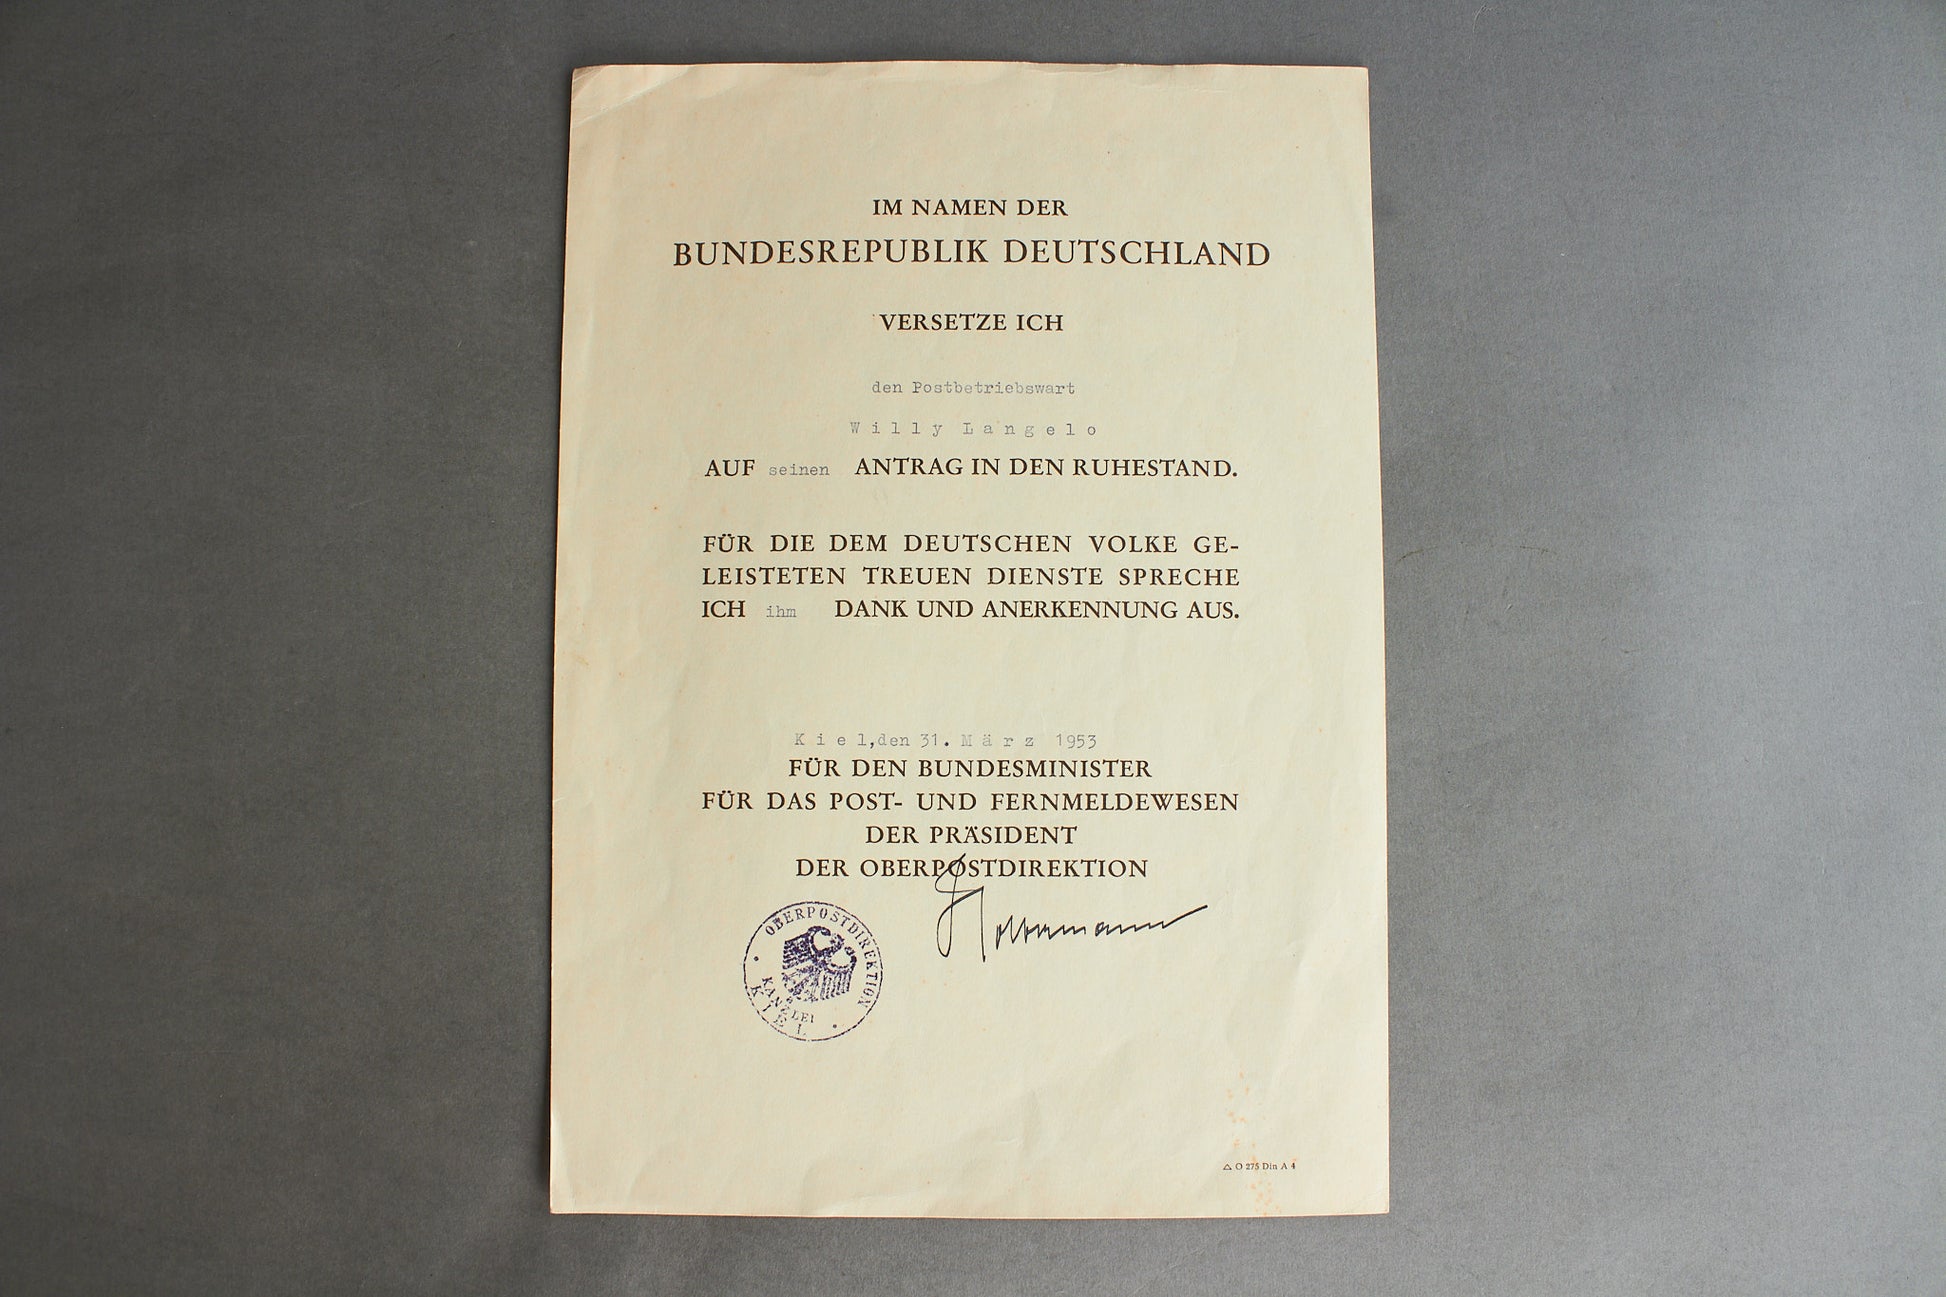 IM NAMEN DER
BUNDESREPUBLIK DEUTSCHLAND
VERSETZE ICH
den Postbetriebswart
Willy Langelo
AUF seinen ANTRAG IN DEN RUHESTAND.
FÜR DIE DEM DEUTSCHEN VOLKE GE-
LEISTETEN TREUEN DIENSTE SPRECHE
ICH ihm DANK UND ANERKENNUNG AUS.
Kiel,den 31. März 1953
FÜR DEN BUNDESMINISTER
FÜR DAS POST- UND FERNMELDEWESEN
DER PRÄSIDENT
DER OBERPOSTDIREKTION
OBERPOSTDIREKTION
KANZLEI
KIEL
△ O 275 Din A 4